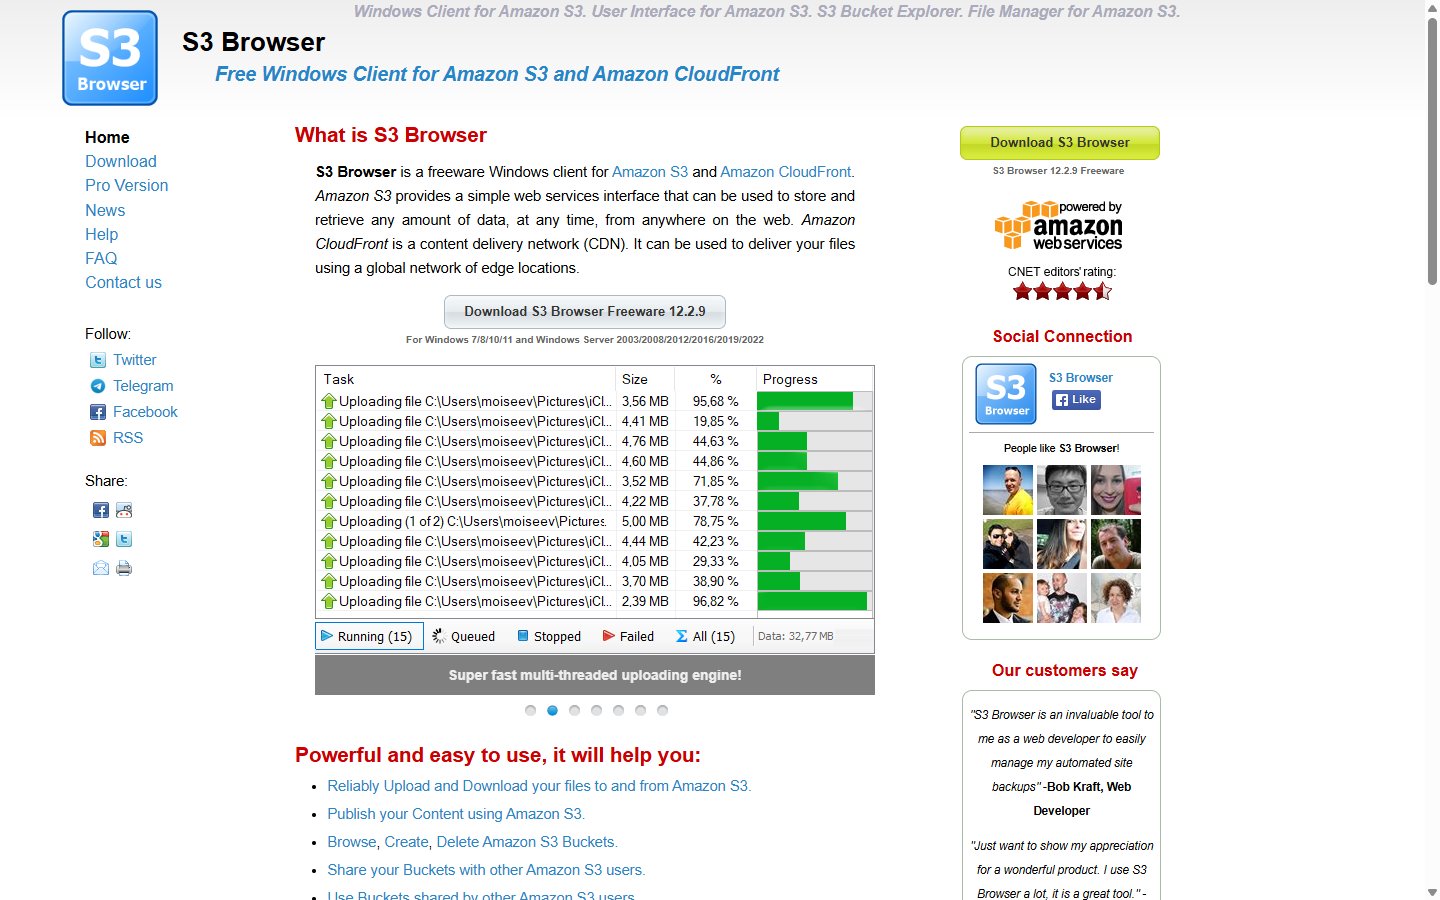 Windows Client for Amazon S3. User Interface for Amazon S3. S3 Bucket Explorer. File Manager for Amazon S3.
S3
Browser
S3 Browser
Free Windows Client for Amazon S3 and Amazon CloudFront
Home
Download
Pro Version
News
Help
FAQ
Contact us
Follow:
Twitter
Telegram
Facebook
RSS
Share:
What is S3 Browser
S3 Browser is a freeware Windows client for Amazon S3 and Amazon CloudFront.
Amazon S3 provides a simple web services interface that can be used to store and
retrieve any amount of data, at any time, from anywhere on the web. Amazon
CloudFront is a content delivery network (CDN). It can be used to deliver your files
using a global network of edge locations.
Download S3 Browser Freeware 12.2.9
For Windows 7/8/10/11 and Windows Server 2003/2008/2012/2016/2019/2022
Task Size % Progress
Uploading file C:\Users\moiseev\Pictures\iCl... 3,56 MB 95,68 %
Uploading file C:\Users\moiseev\Pictures\iCl... 4,41 MB 19,85 %
Uploading file C:\Users\moiseev\Pictures\iCl... 4,76 MB 44,63 %
Uploading file C:\Users\moiseev\Pictures\iCl... 4,60 MB 44,86 %
Uploading file C:\Users\moiseev\Pictures\iCl... 3,52 MB 71,85 %
Uploading file C:\Users\moiseev\Pictures\iCl... 4,22 MB 37,78 %
Uploading (1 of 2) C:\Users\moiseev\Pictures. 5,00 MB 78,75 %
Uploading file C:\Users\moiseev\Pictures\iCl... 4,44 MB 42,23 %
Uploading file C:\Users\moiseev\Pictures\iCl... 4,05 MB 29,33 %
Uploading file C:\Users\moiseev\Pictures\iCl... 3,70 MB 38,90 %
Uploading file C:\Users\moiseev\Pictures\iCl... 2,39 MB 96,82 %
Running (15) Queued Stopped Failed All (15) Data: 32,77 MB
Super fast multi-threaded uploading engine!
Powerful and easy to use, it will help you:
Reliably Upload and Download your files to and from Amazon S3.
Publish your Content using Amazon S3.
Browse, Create, Delete Amazon S3 Buckets.
Share your Buckets with other Amazon S3 users.
Use Buckets shared by other Amazon S3 users.
Download S3 Browser
S3 Browser 12.2.9 Freeware
powered by
amazon
web services
CNET editors' rating:
Social Connection
S3
Browser
S3 Browser
Like
People like S3 Browser!
Our customers say
"S3 Browser is an invaluable tool to
me as a web developer to easily
manage my automated site
backups" -Bob Kraft, Web
Developer
"Just want to show my appreciation
for a wonderful product. I use S3
Browser a lot, it is a great tool." -